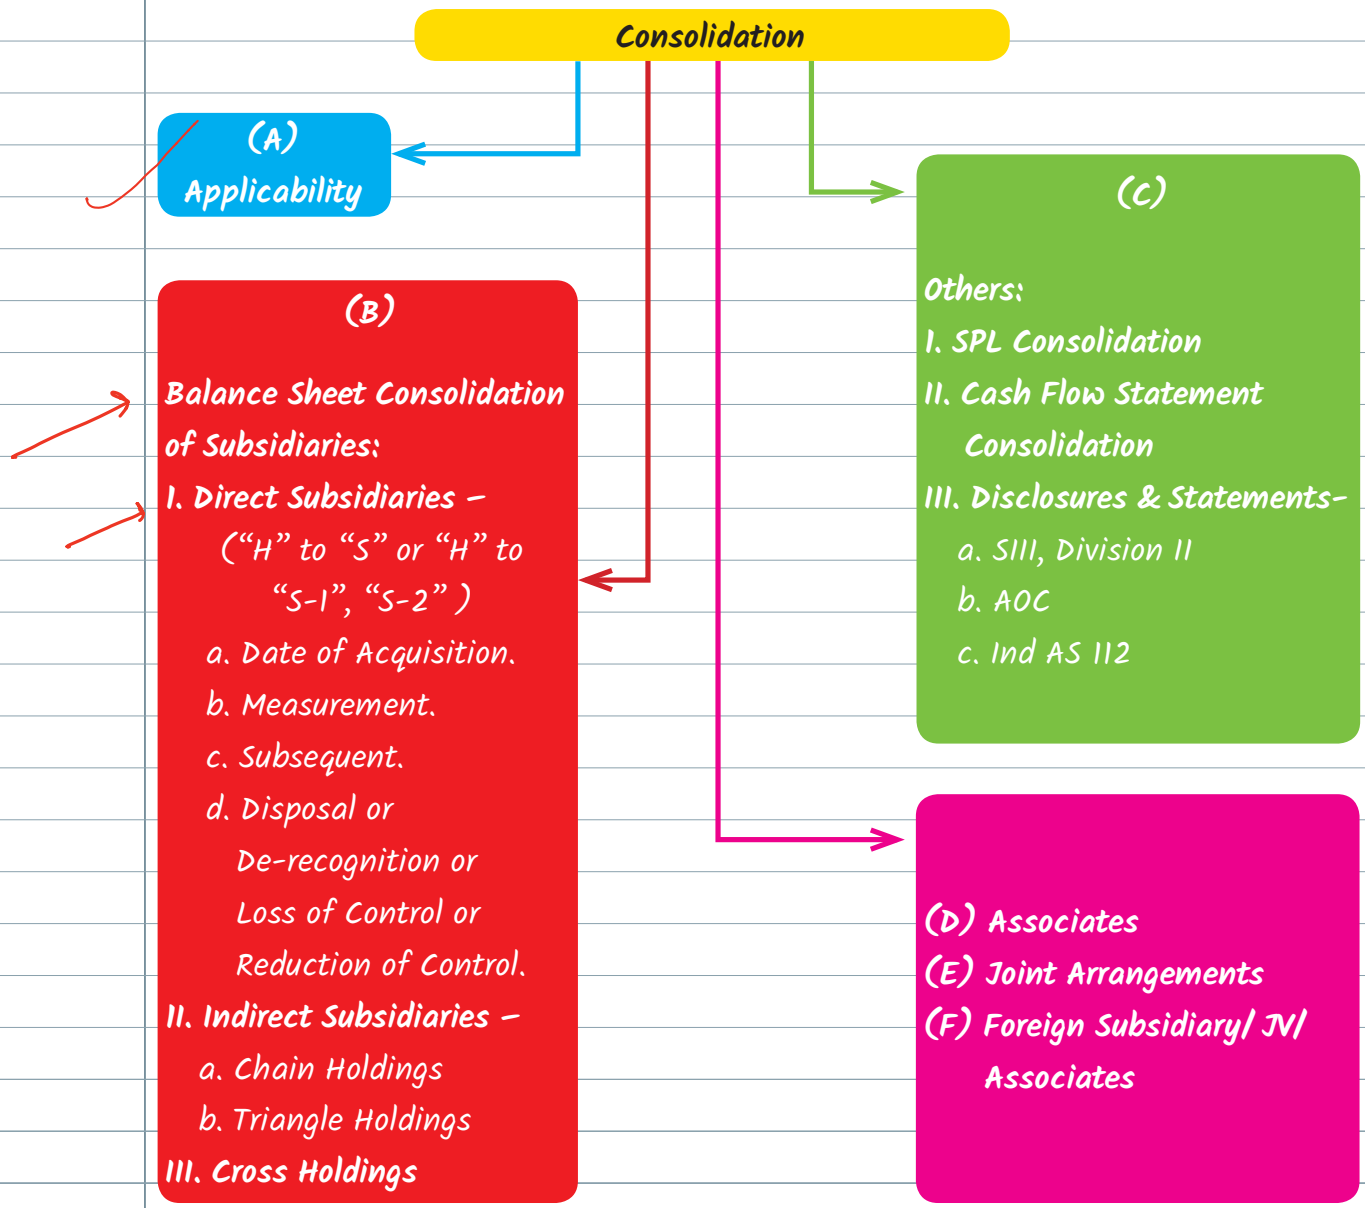 Consolidation
(A)
Applicability
(B)
Balance Sheet Consolidation
of Subsidiaries:
I. Direct Subsidiaries –
(“H” to “S” or “H” to
“S-1”, “S-2” )
a. Date of Acquisition.
b. Measurement.
c. Subsequent.
d. Disposal or
De-recognition or
Loss of Control or
Reduction of Control.
II. Indirect Subsidiaries –
a. Chain Holdings
b. Triangle Holdings
III. Cross Holdings
(C)
Others:
I. SPL Consolidation
II. Cash Flow Statement
Consolidation
III. Disclosures & Statements-
a. SIII, Division II
b. AOC
c. Ind AS 112
(D) Associates
(E) Joint Arrangements
(F) Foreign Subsidiary/ JV/
Associates